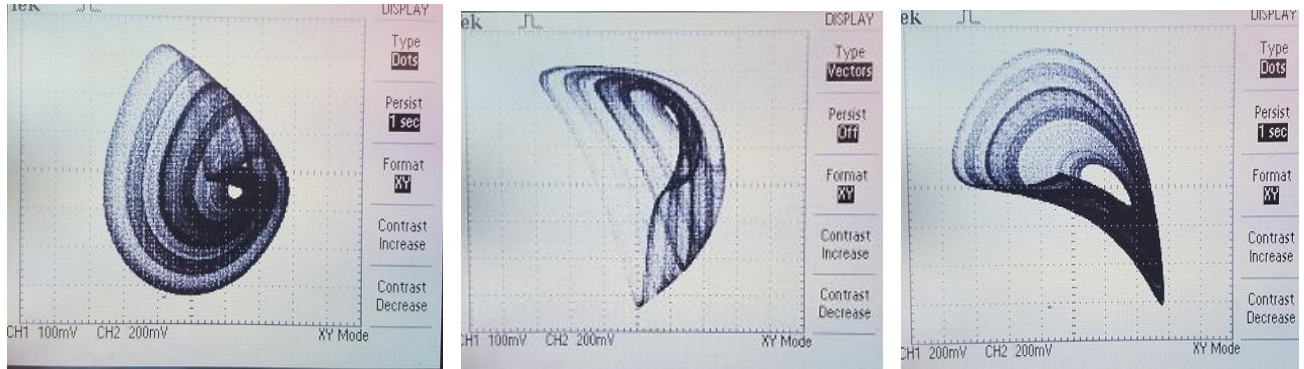 Tek
DISPLAY
Type
Dots
Persist
1 sec
Format
XY
Contrast
Increase
Contrast
Decrease
CH1 100mV CH2 200mV
XY Mode
ek
DISPLAY
Type
Vectors
Persist
Off
Format
XY
Contrast
Increase
Contrast
Decrease
CH1 100mV CH2 200mV
XY Mode
ek
DISPLAY
Type
Dots
Persist
1 sec
Format
XY
Contrast
Increase
Contrast
Decrease
CH1 200mV CH2 200mV
XY Mode